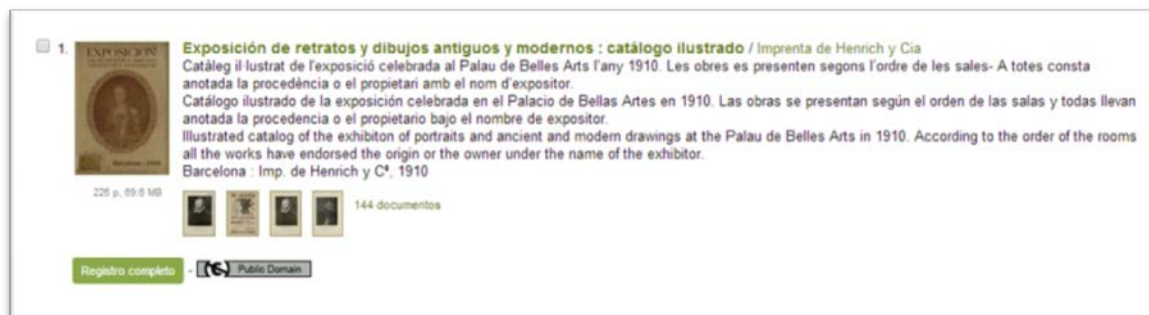 1.
EXPOSICIÓN
Exposición de retratos y dibujos antiguos y modernos : catálogo ilustrado / Imprenta de Henrich y Cia
Catàleg il·lustrat de l'exposició celebrada al Palau de Belles Arts l'any 1910. Les obres es presenten segons l'ordre de les sales- A totes consta
anotada la procedència o el propietari amb el nom d'expositor.
Catálogo ilustrado de la exposición celebrada en el Palacio de Bellas Artes en 1910. Las obras se presentan según el orden de las salas y todas llevan
anotada la procedencia o el propietario bajo el nombre de expositor.
Illustrated catalog of the exhibiton of portraits and ancient and modern drawings at the Palau de Belles Arts in 1910. According to the order of the rooms
all the works have endorsed the origin or the owner under the name of the exhibitor.
Barcelona : Imp. de Henrich y Cª, 1910
226 p, 69.6 MB
144 documentos
Registro completo - Public Domain